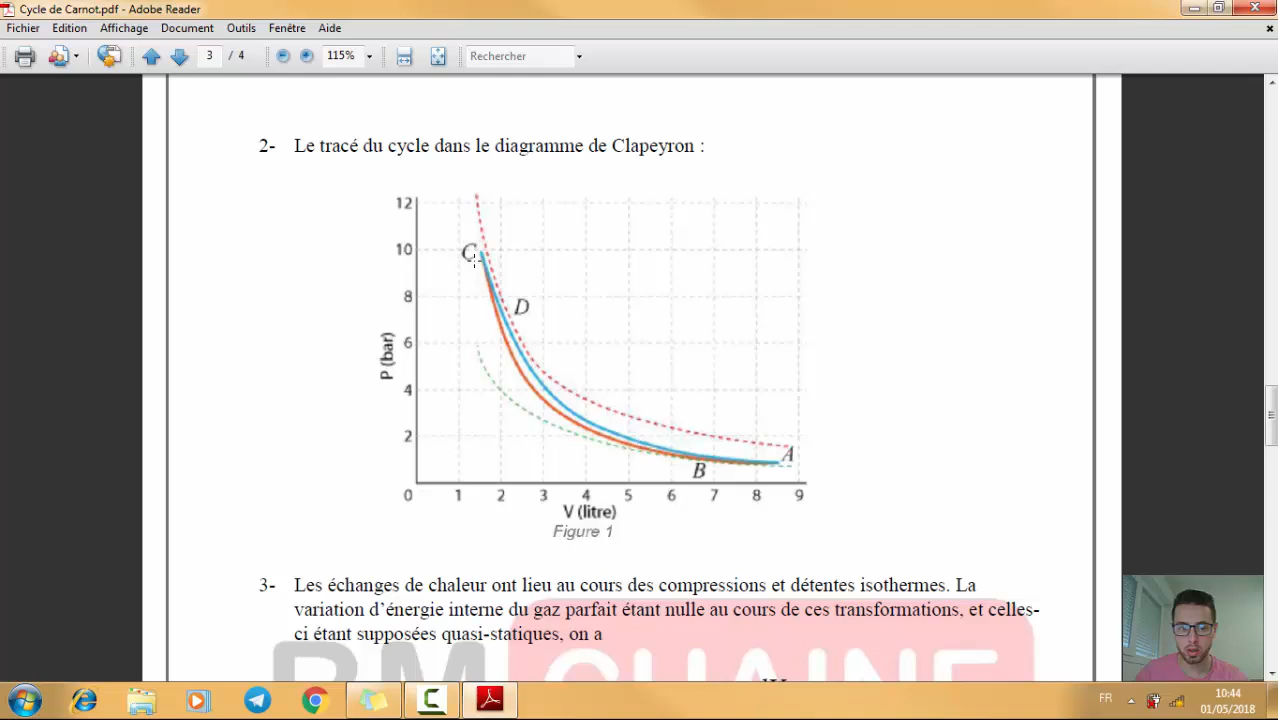 Cycle de Carnot.pdf - Adobe Reader
Fichier Edition Affichage Document Outils Fenêtre Aide
3 / 4 115% Rechercher
2- Le tracé du cycle dans le diagramme de Clapeyron :
12
10
8
6
4
2
P (bar)
C
D
B
A
0 1 2 3 4 5 6 7 8 9
V (litre)
Figure 1
3- Les échanges de chaleur ont lieu au cours des compressions et détentes isothermes. La
variation d’énergie interne du gaz parfait étant nulle au cours de ces transformations, et celles-
ci étant supposées quasi-statiques, on a
FR
10:44
01/05/2018